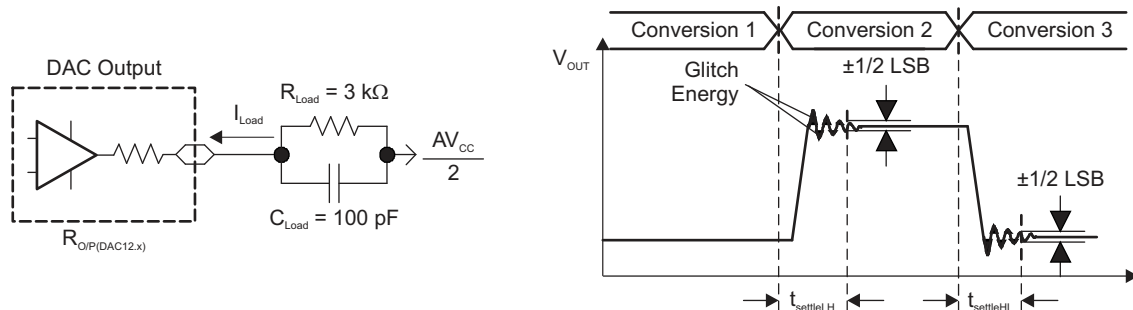 DAC Output
R_Load = 3 kΩ
I_Load
AV_CC
2
C_Load = 100 pF
R_O/P(DAC12.x)
Conversion 1
Conversion 2
Conversion 3
V_OUT
Glitch
Energy
±1/2 LSB
±1/2 LSB
t_settleLH
t_settleHL